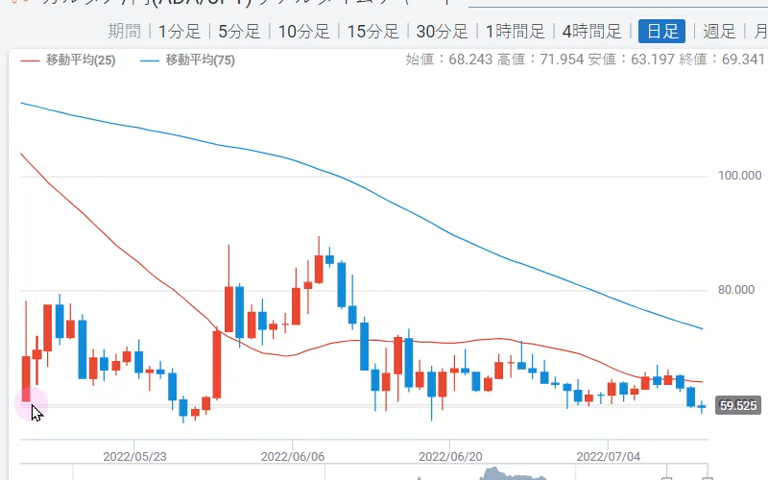 期間 1分足 5分足 10分足 15分足 30分足 1時間足 4時間足 日足 週足 月
移動平均(25) 移動平均(75) 始値：68.243 高値：71.954 安値：63.197 終値：69.341
100.000
80.000
59.525
2022/05/23 2022/06/06 2022/06/20 2022/07/04